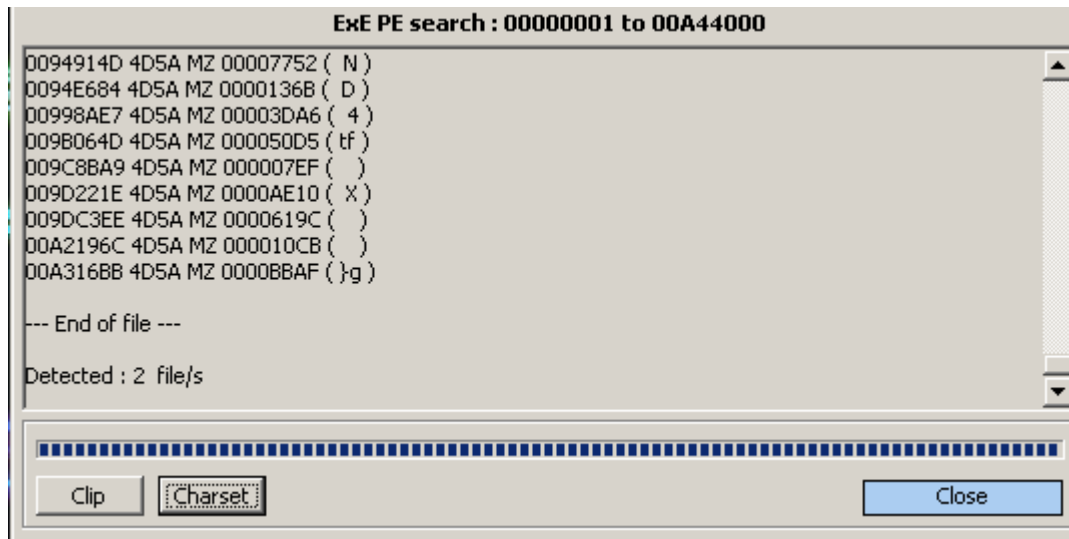 ExE PE search : 00000001 to 00A44000
0094914D 4D5A MZ 00007752 (  N )
0094E684 4D5A MZ 0000136B (  D )
00998AE7 4D5A MZ 00003DA6 (  4 )
009B064D 4D5A MZ 000050D5 ( tf )
009C8BA9 4D5A MZ 000007EF (    )
009D221E 4D5A MZ 0000AE10 (  X )
009DC3EE 4D5A MZ 0000619C (    )
00A2196C 4D5A MZ 000010CB (    )
00A316BB 4D5A MZ 0000BBAF ( }g )
--- End of file ---
Detected : 2  file/s
Clip Charset Close